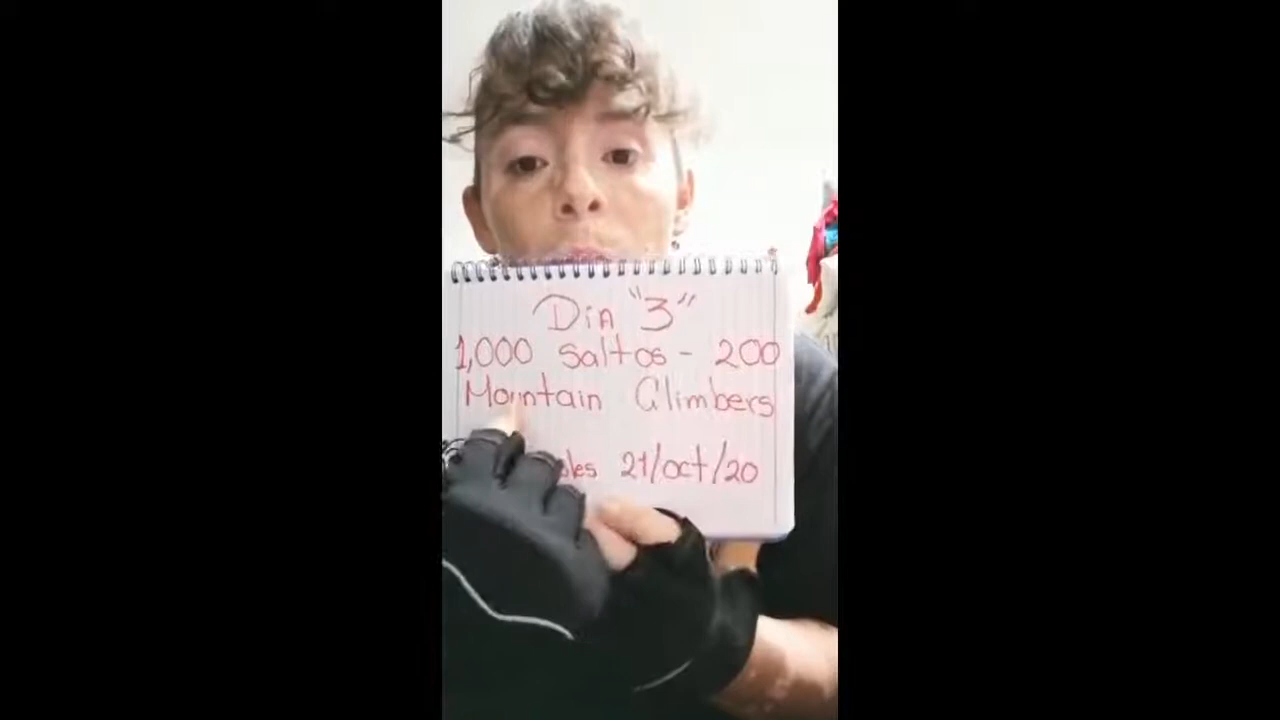 Dia "3"
1,000 saltos - 200
Mountain Climbers
21/oct/20